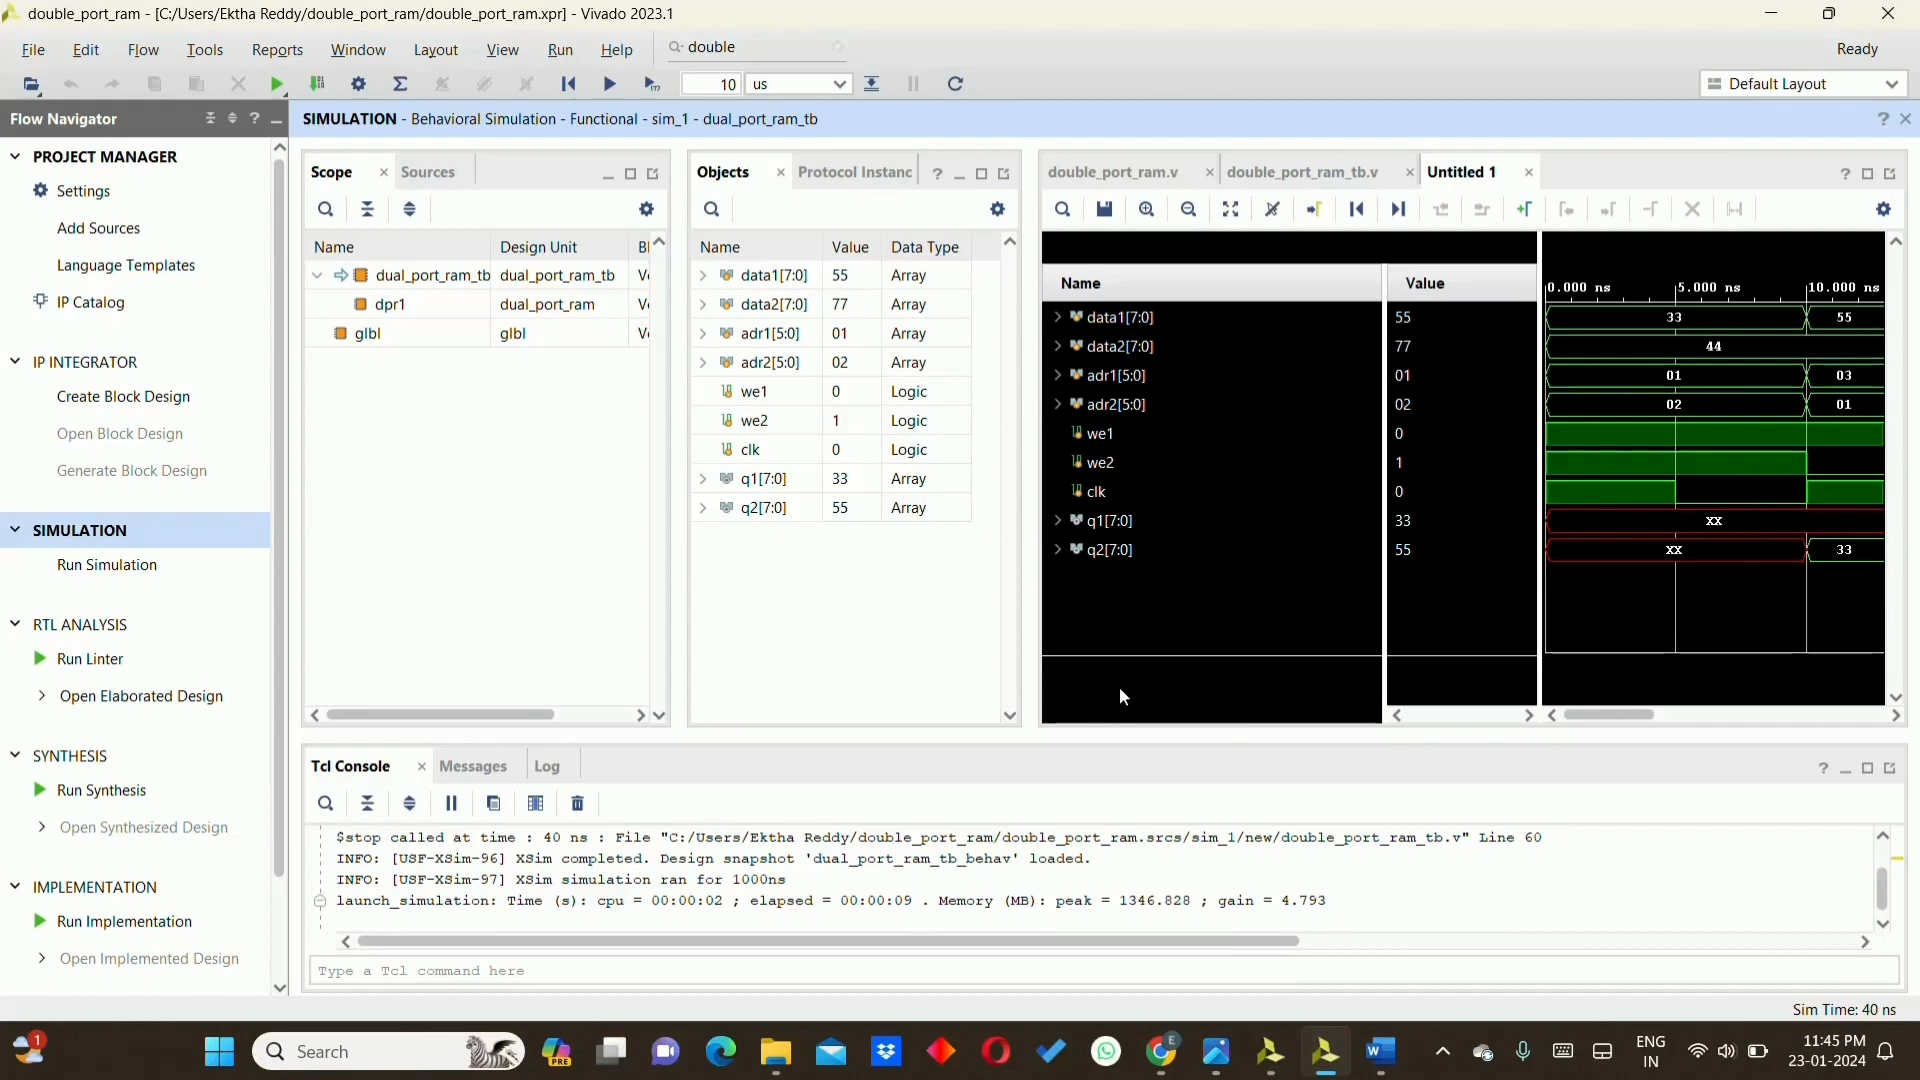 double_port_ram - [C:/Users/Ektha Reddy/double_port_ram/double_port_ram.xpr] - Vivado 2023.1
File Edit Flow Tools Reports Window Layout View Run Help double Ready
10 us Default Layout
Flow Navigator
SIMULATION - Behavioral Simulation - Functional - sim_1 - dual_port_ram_tb
PROJECT MANAGER
Settings
Add Sources
Language Templates
IP Catalog
IP INTEGRATOR
Create Block Design
Open Block Design
Generate Block Design
SIMULATION
Run Simulation
RTL ANALYSIS
Run Linter
Open Elaborated Design
SYNTHESIS
Run Synthesis
Open Synthesized Design
IMPLEMENTATION
Run Implementation
Open Implemented Design
Scope Sources
Name Design Unit Bl
dual_port_ram_tb dual_port_ram_tb Ve
dpr1 dual_port_ram Ve
glbl glbl Ve
Objects Protocol Instanc
Name Value Data Type
data1[7:0] 55 Array
data2[7:0] 77 Array
adr1[5:0] 01 Array
adr2[5:0] 02 Array
we1 0 Logic
we2 1 Logic
clk 0 Logic
q1[7:0] 33 Array
q2[7:0] 55 Array
double_port_ram.v double_port_ram_tb.v Untitled 1
Name Value 0.000 ns 5.000 ns 10.000 ns
data1[7:0] 55 33 55
data2[7:0] 77 44
adr1[5:0] 01 01 03
adr2[5:0] 02 02 01
we1 0
we2 1
clk 0
q1[7:0] 33 XX
q2[7:0] 55 XX 33
Tcl Console Messages Log
$stop called at time : 40 ns : File "C:/Users/Ektha Reddy/double_port_ram/double_port_ram.srcs/sim_1/new/double_port_ram_tb.v" Line 60
INFO: [USF-XSim-96] XSim completed. Design snapshot 'dual_port_ram_tb_behav' loaded.
INFO: [USF-XSim-97] XSim simulation ran for 1000ns
launch_simulation: Time (s): cpu = 00:00:02 ; elapsed = 00:00:09 . Memory (MB): peak = 1346.828 ; gain = 4.793
Type a Tcl command here
Sim Time: 40 ns
1 Search PRE E ENG
IN
11:45 PM
23-01-2024